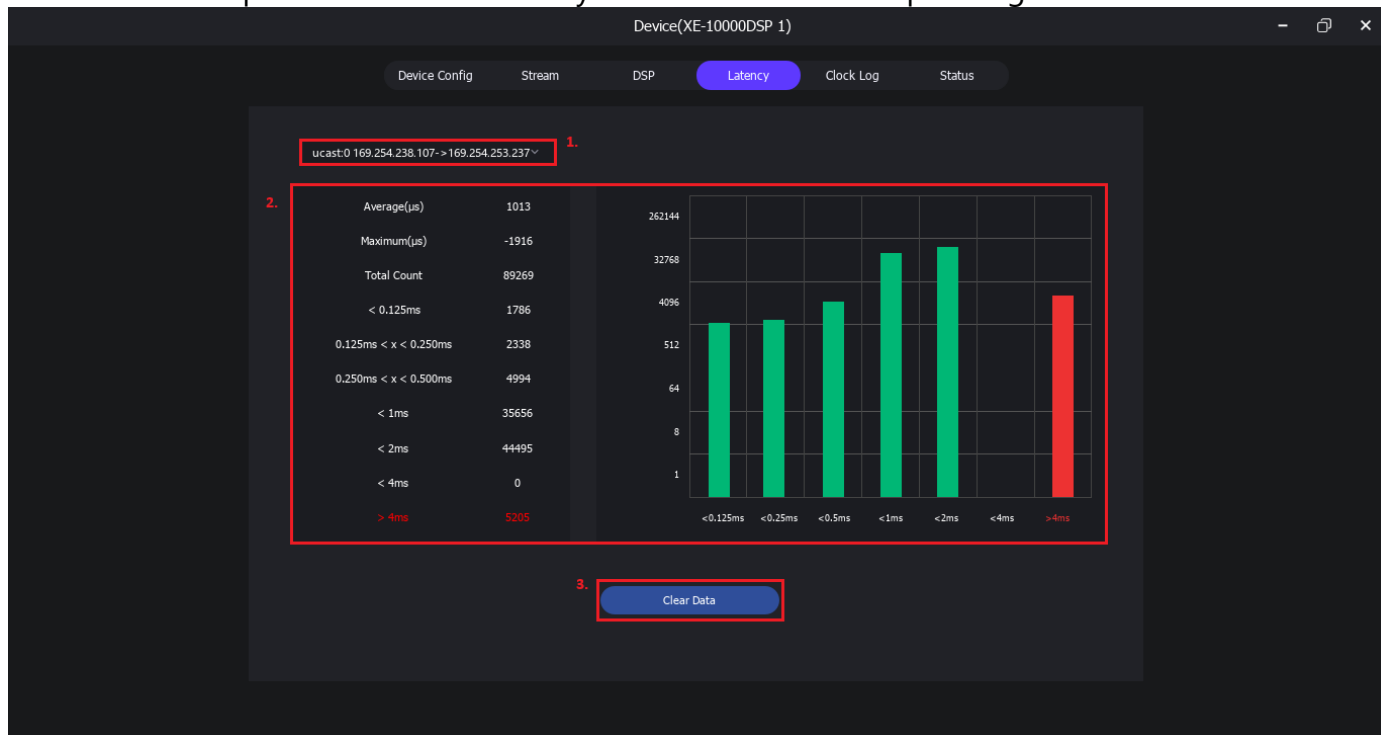 Device(XE-10000DSP 1)
Device Config Stream DSP Latency Clock Log Status
ucast:0 169.254.238.107->169.254.253.237
1.
2.
Average(µs) 1013
Maximum(µs) -1916
Total Count 89269
< 0.125ms 1786
0.125ms < x < 0.250ms 2338
0.250ms < x < 0.500ms 4994
< 1ms 35656
< 2ms 44495
< 4ms 0
> 4ms 5205
262144
32768
4096
512
64
8
1
<0.125ms <0.25ms <0.5ms <1ms <2ms <4ms >4ms
3.
Clear Data